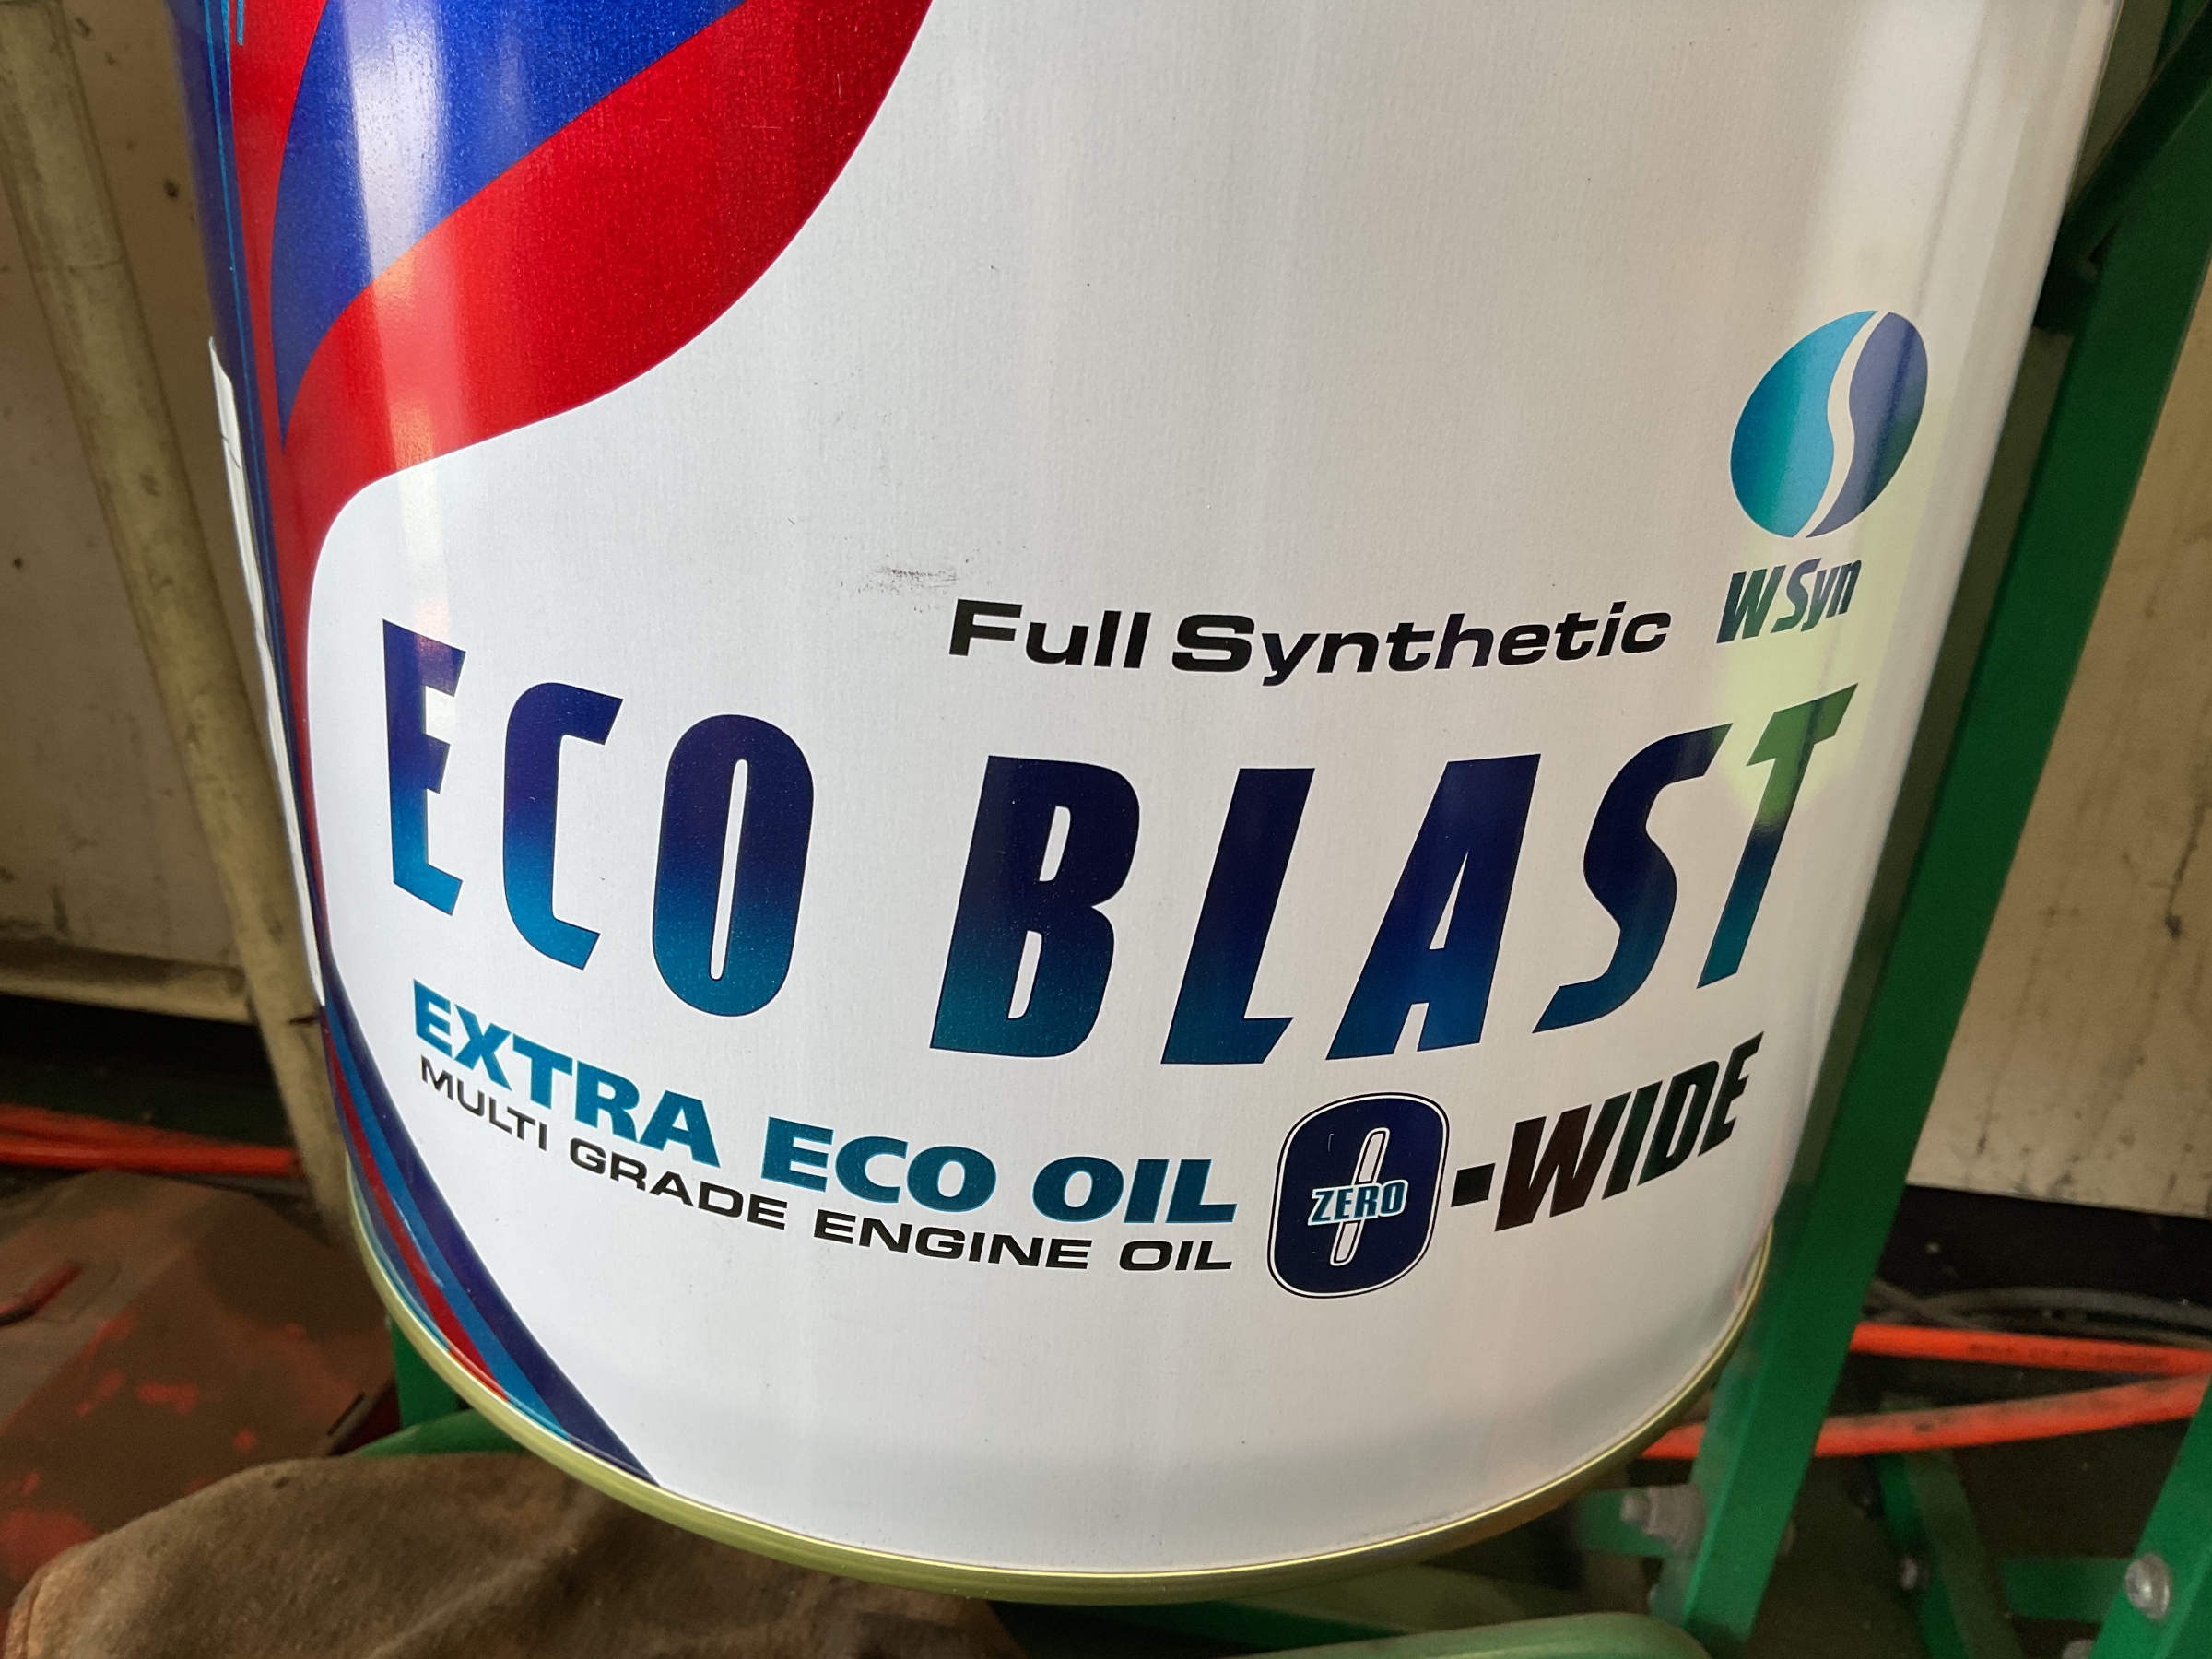 W Syn
Full Synthetic
ECO BLAST
EXTRA ECO OIL
MULTI GRADE ENGINE OIL
0-WIDE
ZERO